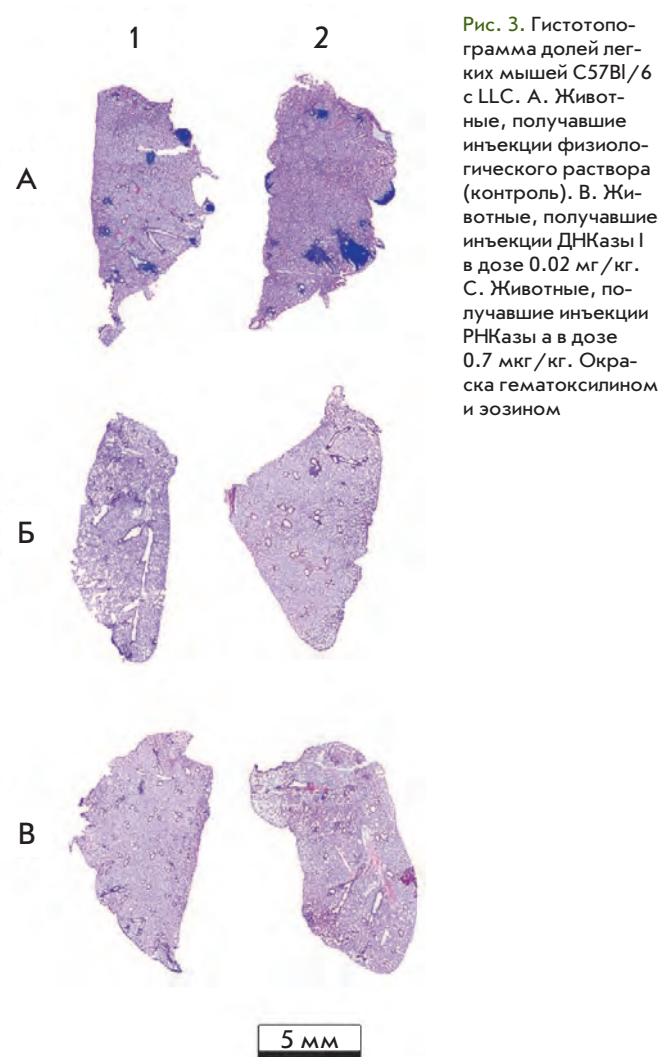 1
2
А
Б
В
5 мм
Рис. 3. Гистотопо-
грамма долей лег-
ких мышей C57Bl/6
с LLC. А. Живот-
ные, получавшие
инъекции физиоло-
гического раствора
(контроль). В. Жи-
вотные, получавшие
инъекции ДНКазы I
в дозе 0.02 мг/кг.
С. Животные, по-
лучавшие инъекции
РНКазы а в дозе
0.7 мкг/кг. Окра-
ска гематоксилином
и эозином